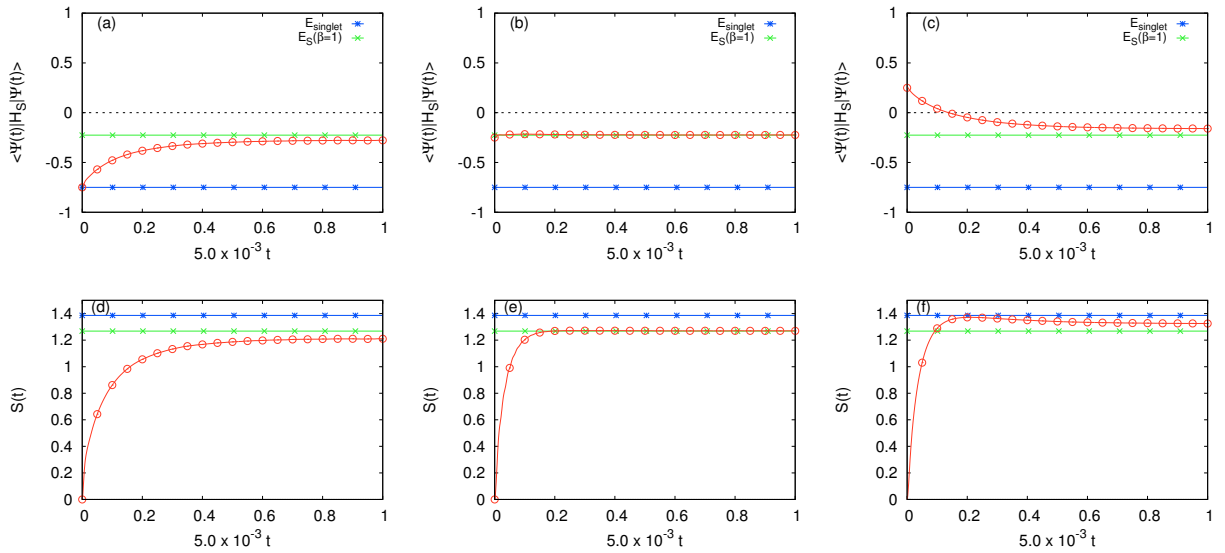 (a)
E_singlet
E_S(β=1)
1
0.5
0
-0.5
-1
<Ψ(t)|H_S|Ψ(t)>
0 0.2 0.4 0.6 0.8 1
5.0 x 10^-3 t
(b)
E_singlet
E_S(β=1)
1
0.5
0
-0.5
-1
<Ψ(t)|H_S|Ψ(t)>
0 0.2 0.4 0.6 0.8 1
5.0 x 10^-3 t
(c)
E_singlet
E_S(β=1)
1
0.5
0
-0.5
-1
<Ψ(t)|H_S|Ψ(t)>
0 0.2 0.4 0.6 0.8 1
5.0 x 10^-3 t
(d)
1.4
1.2
1
0.8
0.6
0.4
0.2
0
S(t)
0 0.2 0.4 0.6 0.8 1
5.0 x 10^-3 t
(e)
1.4
1.2
1
0.8
0.6
0.4
0.2
0
S(t)
0 0.2 0.4 0.6 0.8 1
5.0 x 10^-3 t
(f)
1.4
1.2
1
0.8
0.6
0.4
0.2
0
S(t)
0 0.2 0.4 0.6 0.8 1
5.0 x 10^-3 t